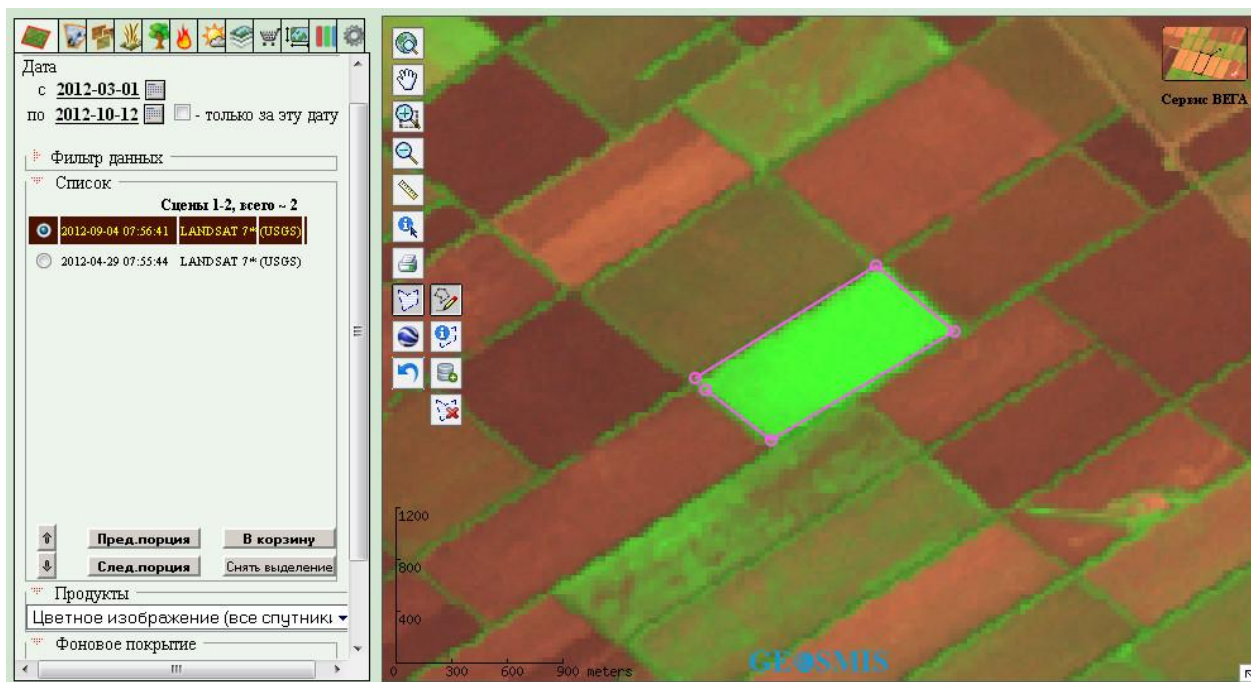 Дата
с 2012-03-01
по 2012-10-12 - только за эту дату
Фильтр данных
Список
Сцены 1-2, всего ~ 2
2012-09-04 07:56:41 LANDSAT 7* (USGS)
2012-04-29 07:55:44 LANDSAT 7* (USGS)
Пред.порция В корзину
След.порция Снять выделение
Продукты
Цветное изображение (все спутники
Фоновое покрытие
Сервис ВЕГА
1200
800
400
0 300 600 900 meters
GEOSMIS